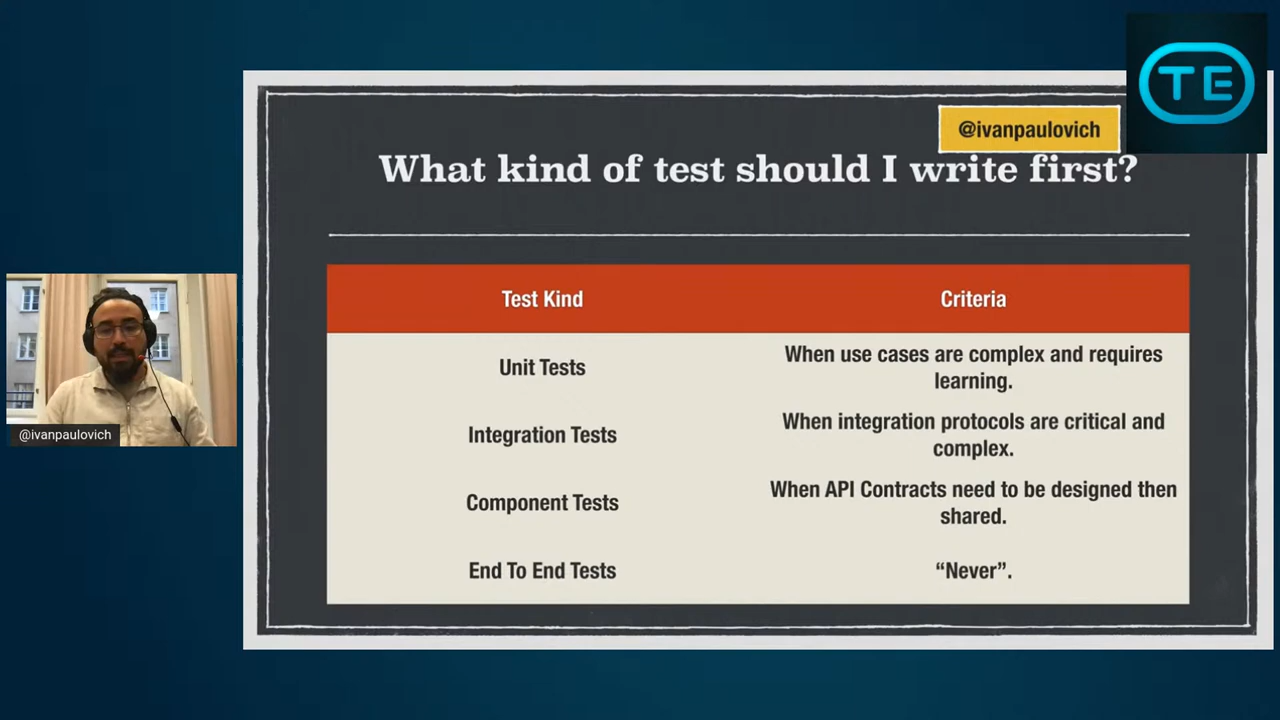 TE
@ivanpaulovich
What kind of test should I write first?
Test Kind
Criteria
Unit Tests
When use cases are complex and requires
learning.
Integration Tests
When integration protocols are critical and
complex.
Component Tests
When API Contracts need to be designed then
shared.
End To End Tests
“Never”.
@ivanpaulovich